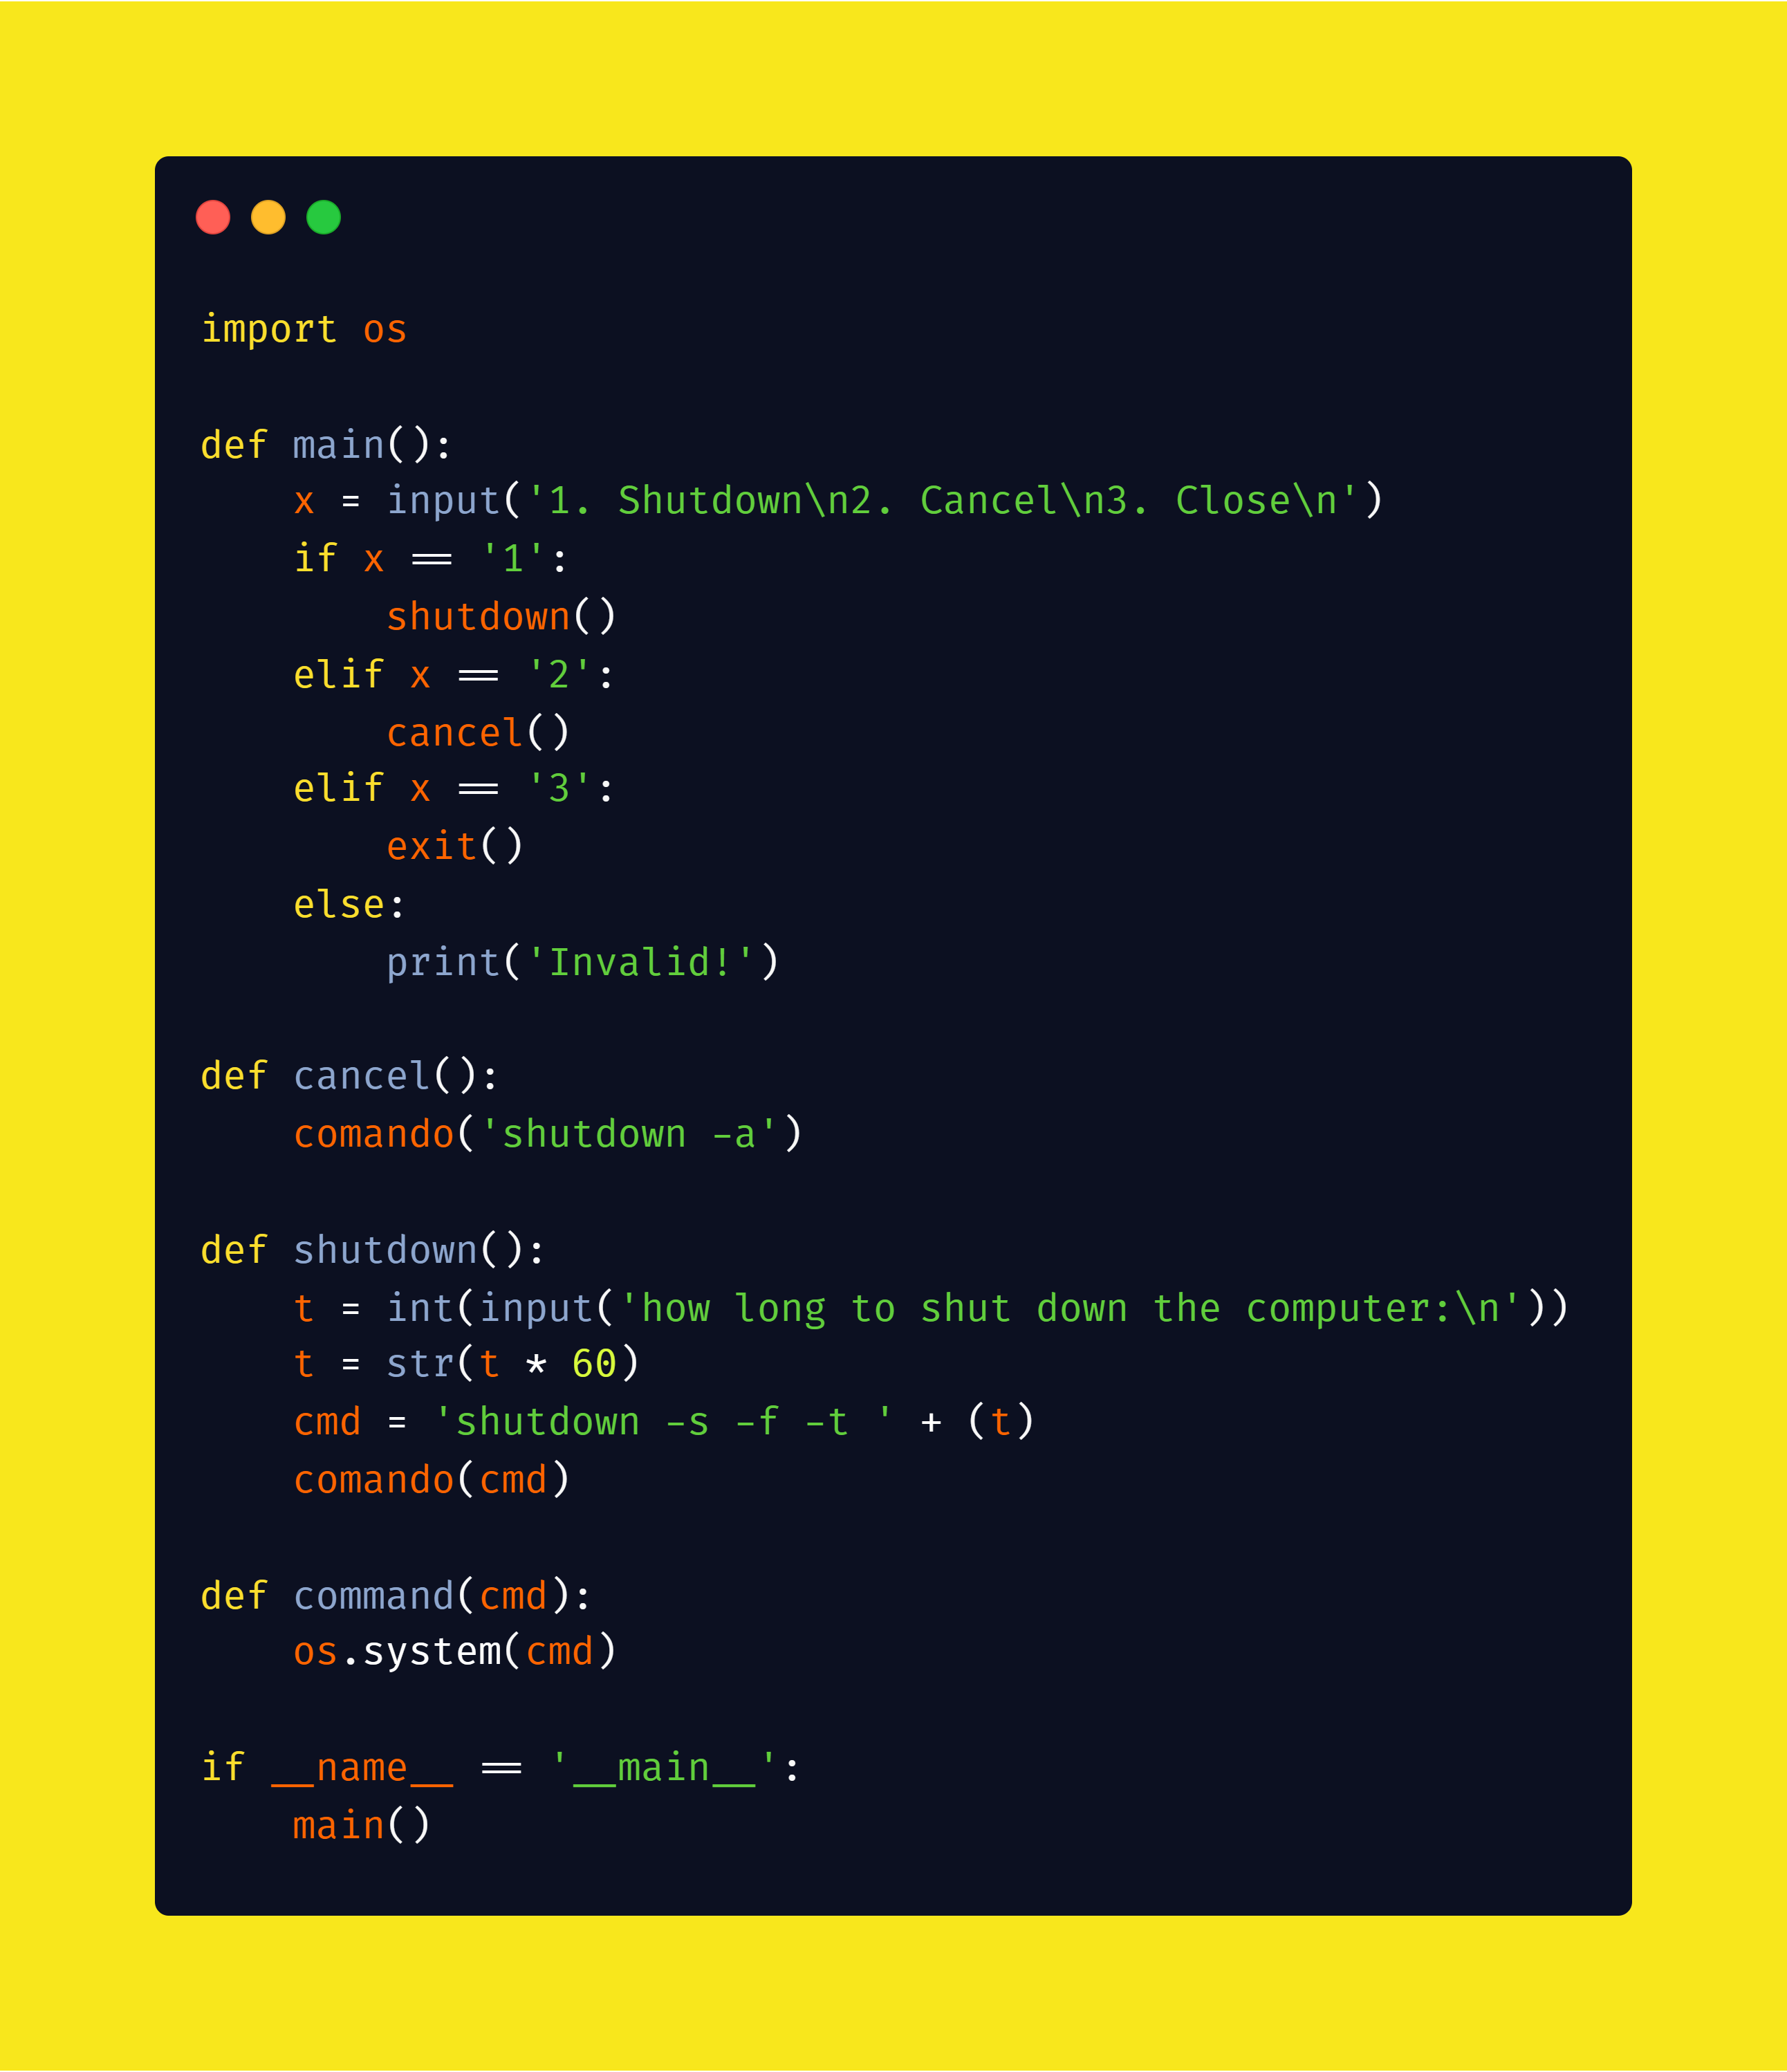 import os

def main():
    x = input('1. Shutdown\n2. Cancel\n3. Close\n')
    if x == '1':
        shutdown()
    elif x == '2':
        cancel()
    elif x == '3':
        exit()
    else:
        print('Invalid!')

def cancel():
    comando('shutdown -a')

def shutdown():
    t = int(input('how long to shut down the computer:\n'))
    t = str(t * 60)
    cmd = 'shutdown -s -f -t ' + (t)
    comando(cmd)

def command(cmd):
    os.system(cmd)

if __name__ == '__main__':
    main()